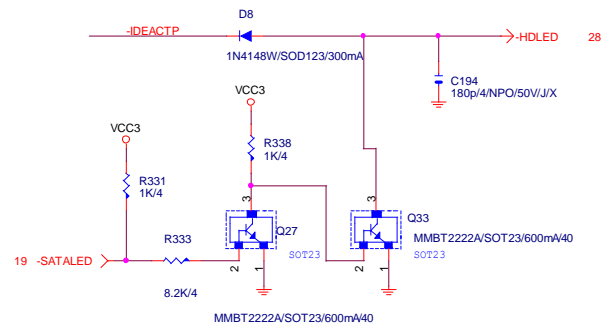 D8
-IDEACTP
-HDLED 28
1N4148W/SOD123/300mA
C194
180p/4/NPO/50V/J/X
VCC3
VCC3
R338
1K/4
R331
1K/4
3
3
Q27
Q33
MMBT2222A/SOT23/600mA/40
R333
SOT23
SOT23
19 -SATALED
2
1
2
1
8.2K/4
MMBT2222A/SOT23/600mA/40